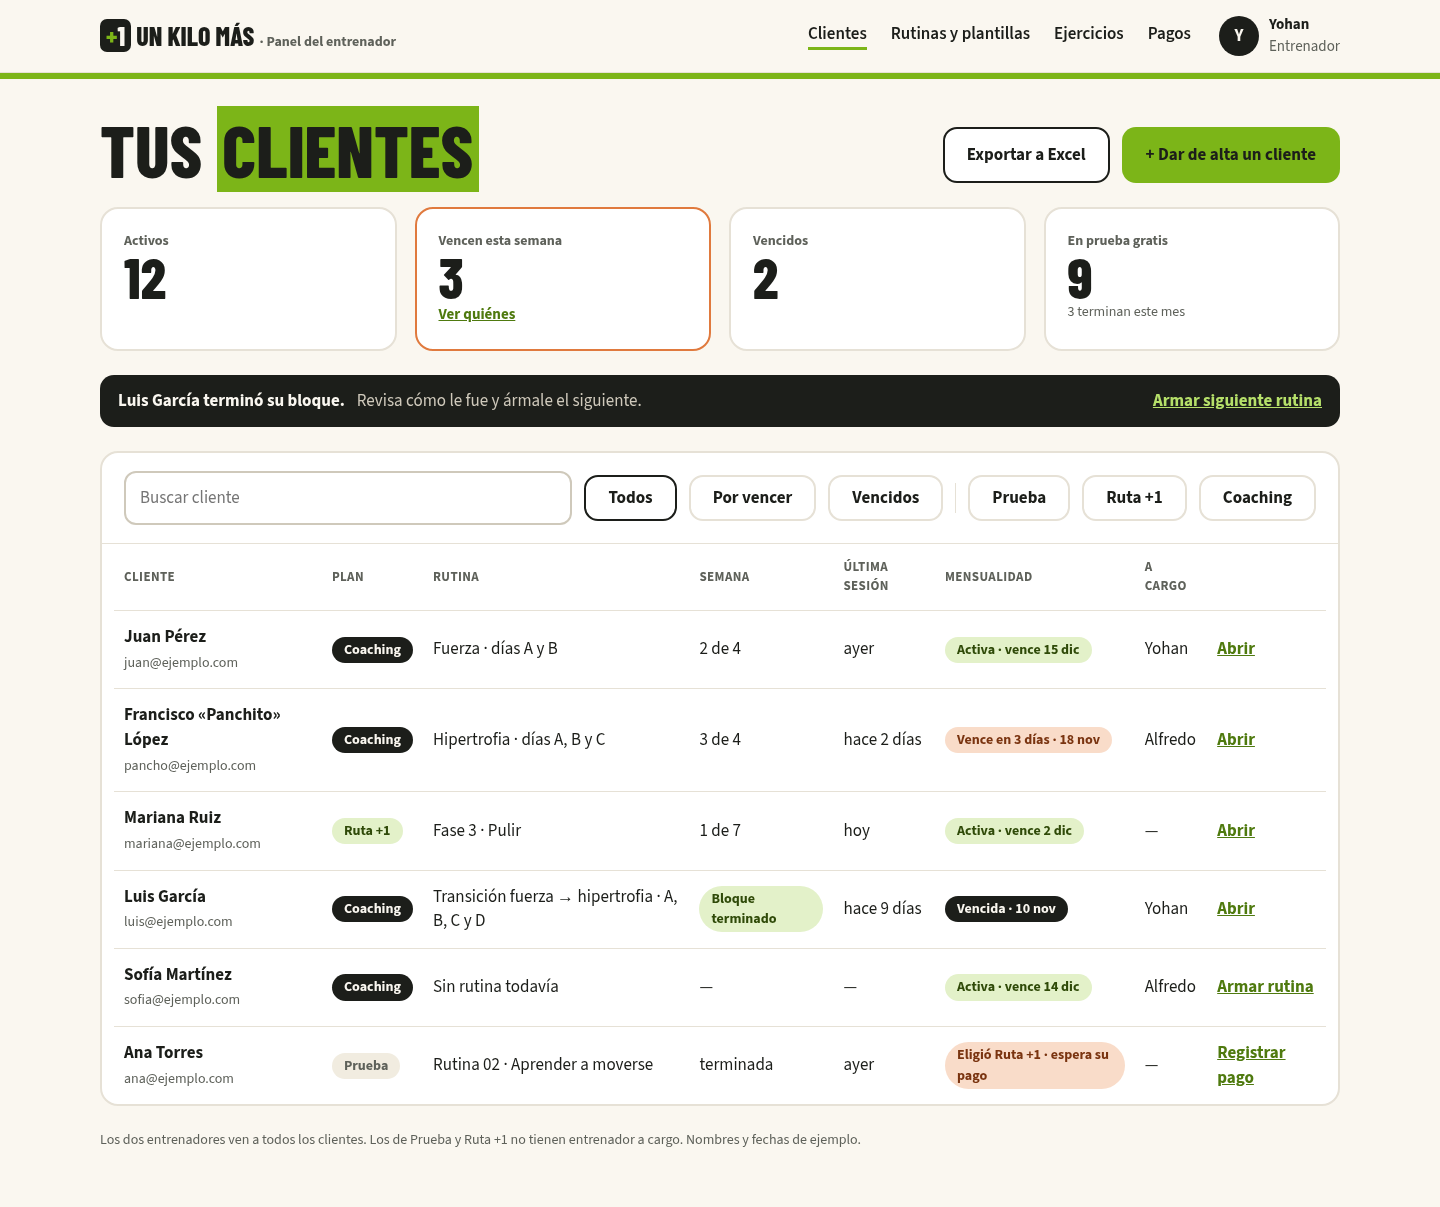 +1 UN KILO MÁS · Panel del entrenador
Clientes Rutinas y plantillas Ejercicios Pagos
Y
Yohan
Entrenador
TUS CLIENTES
Exportar a Excel
+ Dar de alta un cliente
Activos
12
Vencen esta semana
3
Ver quiénes
Vencidos
2
En prueba gratis
9
3 terminan este mes
Luis García terminó su bloque. Revisa cómo le fue y ármale el siguiente.
Armar siguiente rutina
Buscar cliente
Todos
Por vencer
Vencidos
Prueba
Ruta +1
Coaching
CLIENTE
PLAN
RUTINA
SEMANA
ÚLTIMA
SESIÓN
MENSUALIDAD
A
CARGO
Juan Pérez
juan@ejemplo.com
Coaching
Fuerza · días A y B
2 de 4
ayer
Activa · vence 15 dic
Yohan
Abrir
Francisco «Panchito»
López
pancho@ejemplo.com
Coaching
Hipertrofia · días A, B y C
3 de 4
hace 2 días
Vence en 3 días · 18 nov
Alfredo
Abrir
Mariana Ruiz
mariana@ejemplo.com
Ruta +1
Fase 3 · Pulir
1 de 7
hoy
Activa · vence 2 dic
—
Abrir
Luis García
luis@ejemplo.com
Coaching
Transición fuerza → hipertrofia · A,
B, C y D
Bloque
terminado
hace 9 días
Vencida · 10 nov
Yohan
Abrir
Sofía Martínez
sofia@ejemplo.com
Coaching
Sin rutina todavía
—
—
Activa · vence 14 dic
Alfredo
Armar rutina
Ana Torres
ana@ejemplo.com
Prueba
Rutina 02 · Aprender a moverse
terminada
ayer
Eligió Ruta +1 · espera su
pago
—
Registrar
pago
Los dos entrenadores ven a todos los clientes. Los de Prueba y Ruta +1 no tienen entrenador a cargo. Nombres y fechas de ejemplo.